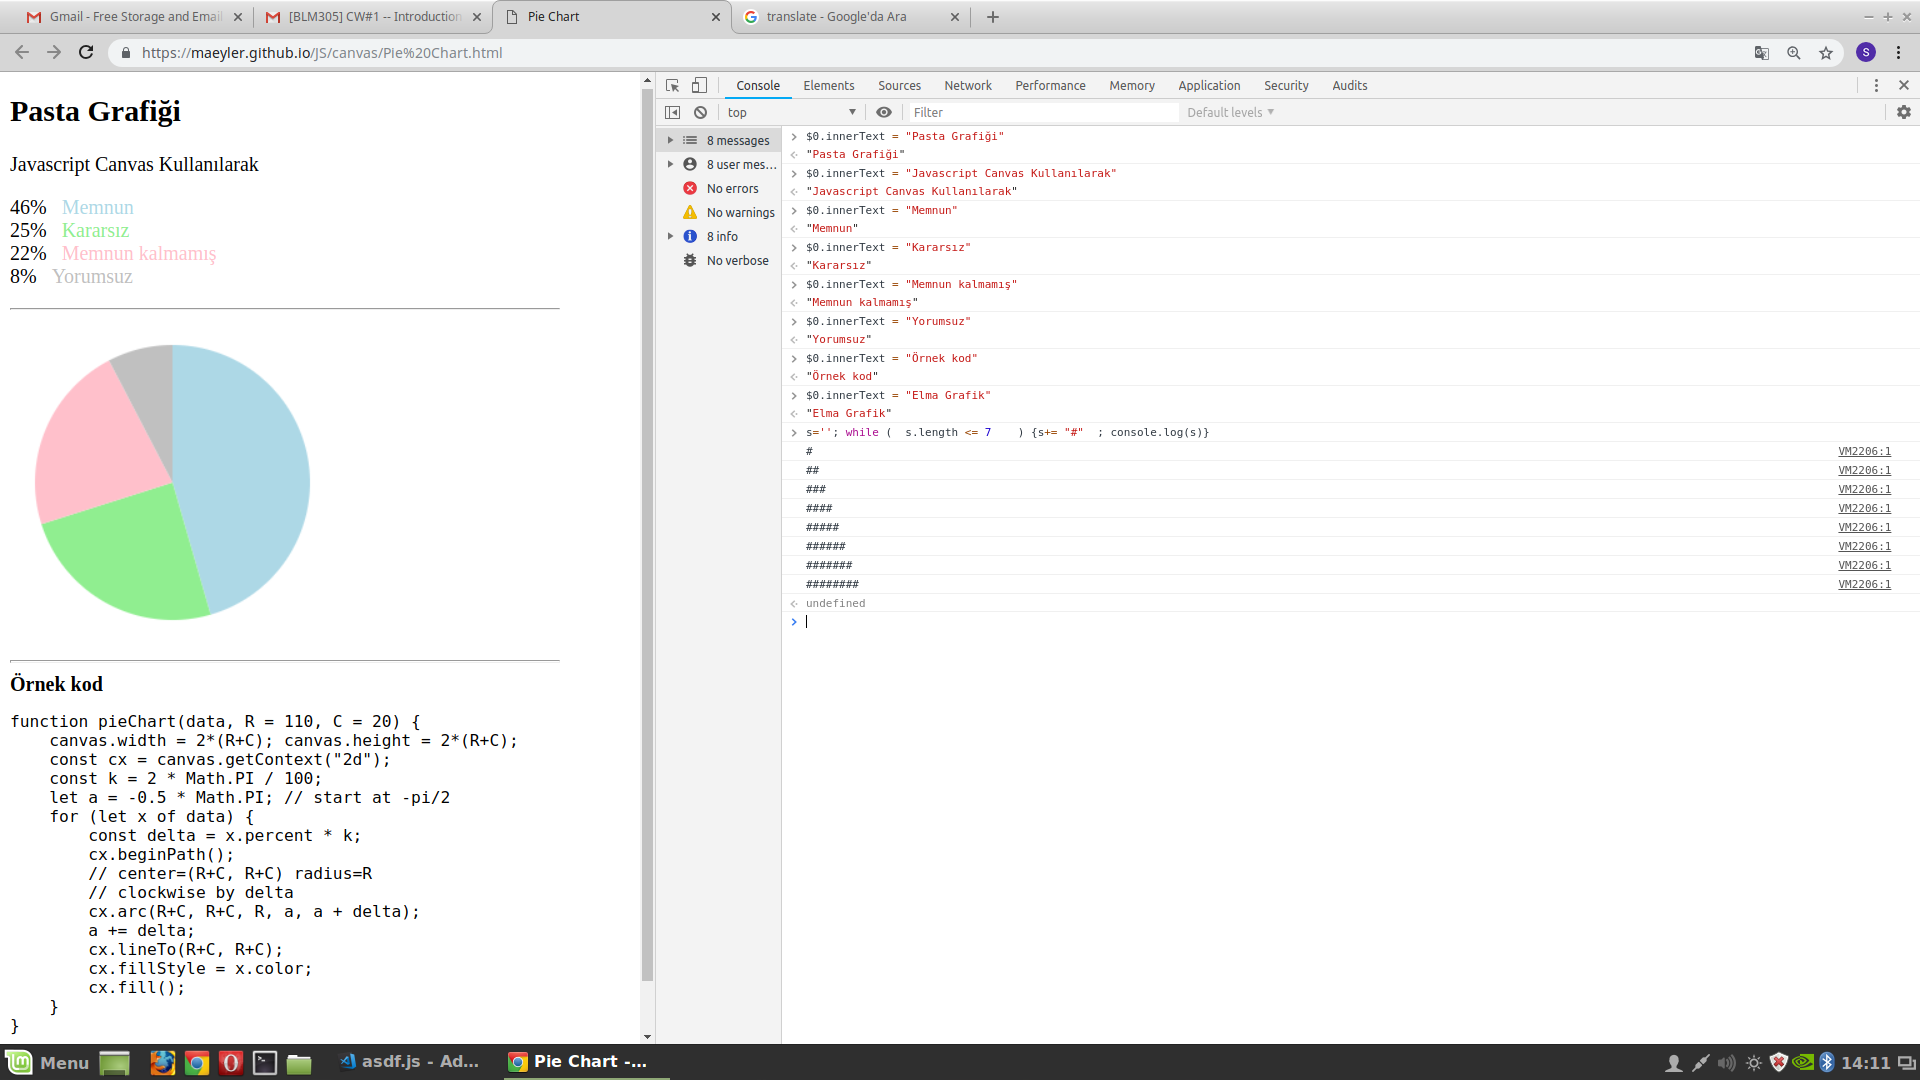 Gmail - Free Storage and Email
[BLM305] CW#1 -- Introduction
Pie Chart
translate - Google'da Ara
https://maeyler.github.io/JS/canvas/Pie%20Chart.html
S
Pasta Grafiği
Javascript Canvas Kullanılarak
46% Memnun
25% Kararsız
22% Memnun kalmamış
8% Yorumsuz
Örnek kod
function pieChart(data, R = 110, C = 20) {
    canvas.width = 2*(R+C); canvas.height = 2*(R+C);
    const cx = canvas.getContext("2d");
    const k = 2 * Math.PI / 100;
    let a = -0.5 * Math.PI; // start at -pi/2
    for (let x of data) {
        const delta = x.percent * k;
        cx.beginPath();
        // center=(R+C, R+C) radius=R
        // clockwise by delta
        cx.arc(R+C, R+C, R, a, a + delta);
        a += delta;
        cx.lineTo(R+C, R+C);
        cx.fillStyle = x.color;
        cx.fill();
    }
}
Console Elements Sources Network Performance Memory Application Security Audits
top Filter Default levels
8 messages
8 user mes...
No errors
No warnings
8 info
No verbose
$0.innerText = "Pasta Grafiği"
"Pasta Grafiği"
$0.innerText = "Javascript Canvas Kullanılarak"
"Javascript Canvas Kullanılarak"
$0.innerText = "Memnun"
"Memnun"
$0.innerText = "Kararsız"
"Kararsız"
$0.innerText = "Memnun kalmamış"
"Memnun kalmamış"
$0.innerText = "Yorumsuz"
"Yorumsuz"
$0.innerText = "Örnek kod"
"Örnek kod"
$0.innerText = "Elma Grafik"
"Elma Grafik"
s=''; while (  s.length <= 7    ) {s+= "#"  ; console.log(s)}
# VM2206:1
## VM2206:1
### VM2206:1
#### VM2206:1
##### VM2206:1
###### VM2206:1
####### VM2206:1
######## VM2206:1
undefined
Menu
asdf.js - Ad...
Pie Chart -...
14:11